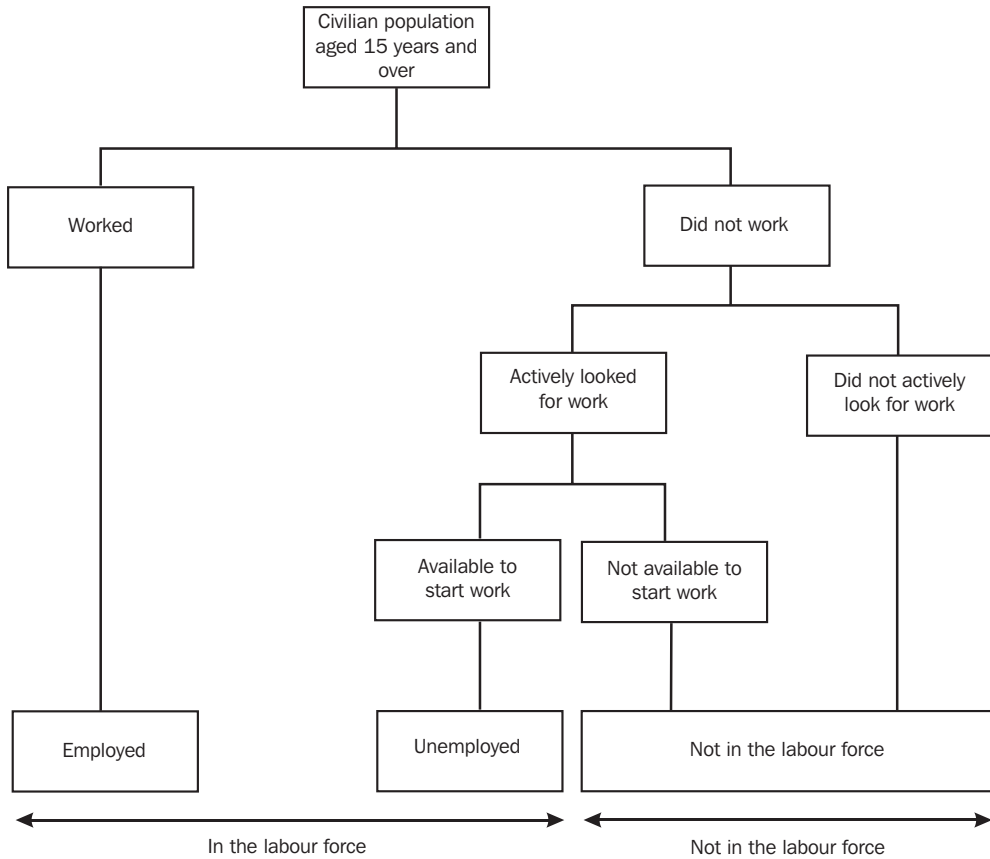 Civilian population
aged 15 years and
over
Worked
Did not work
Actively looked
for work
Did not actively
look for work
Available to
start work
Not available to
start work
Employed
Unemployed
Not in the labour force
In the labour force
Not in the labour force